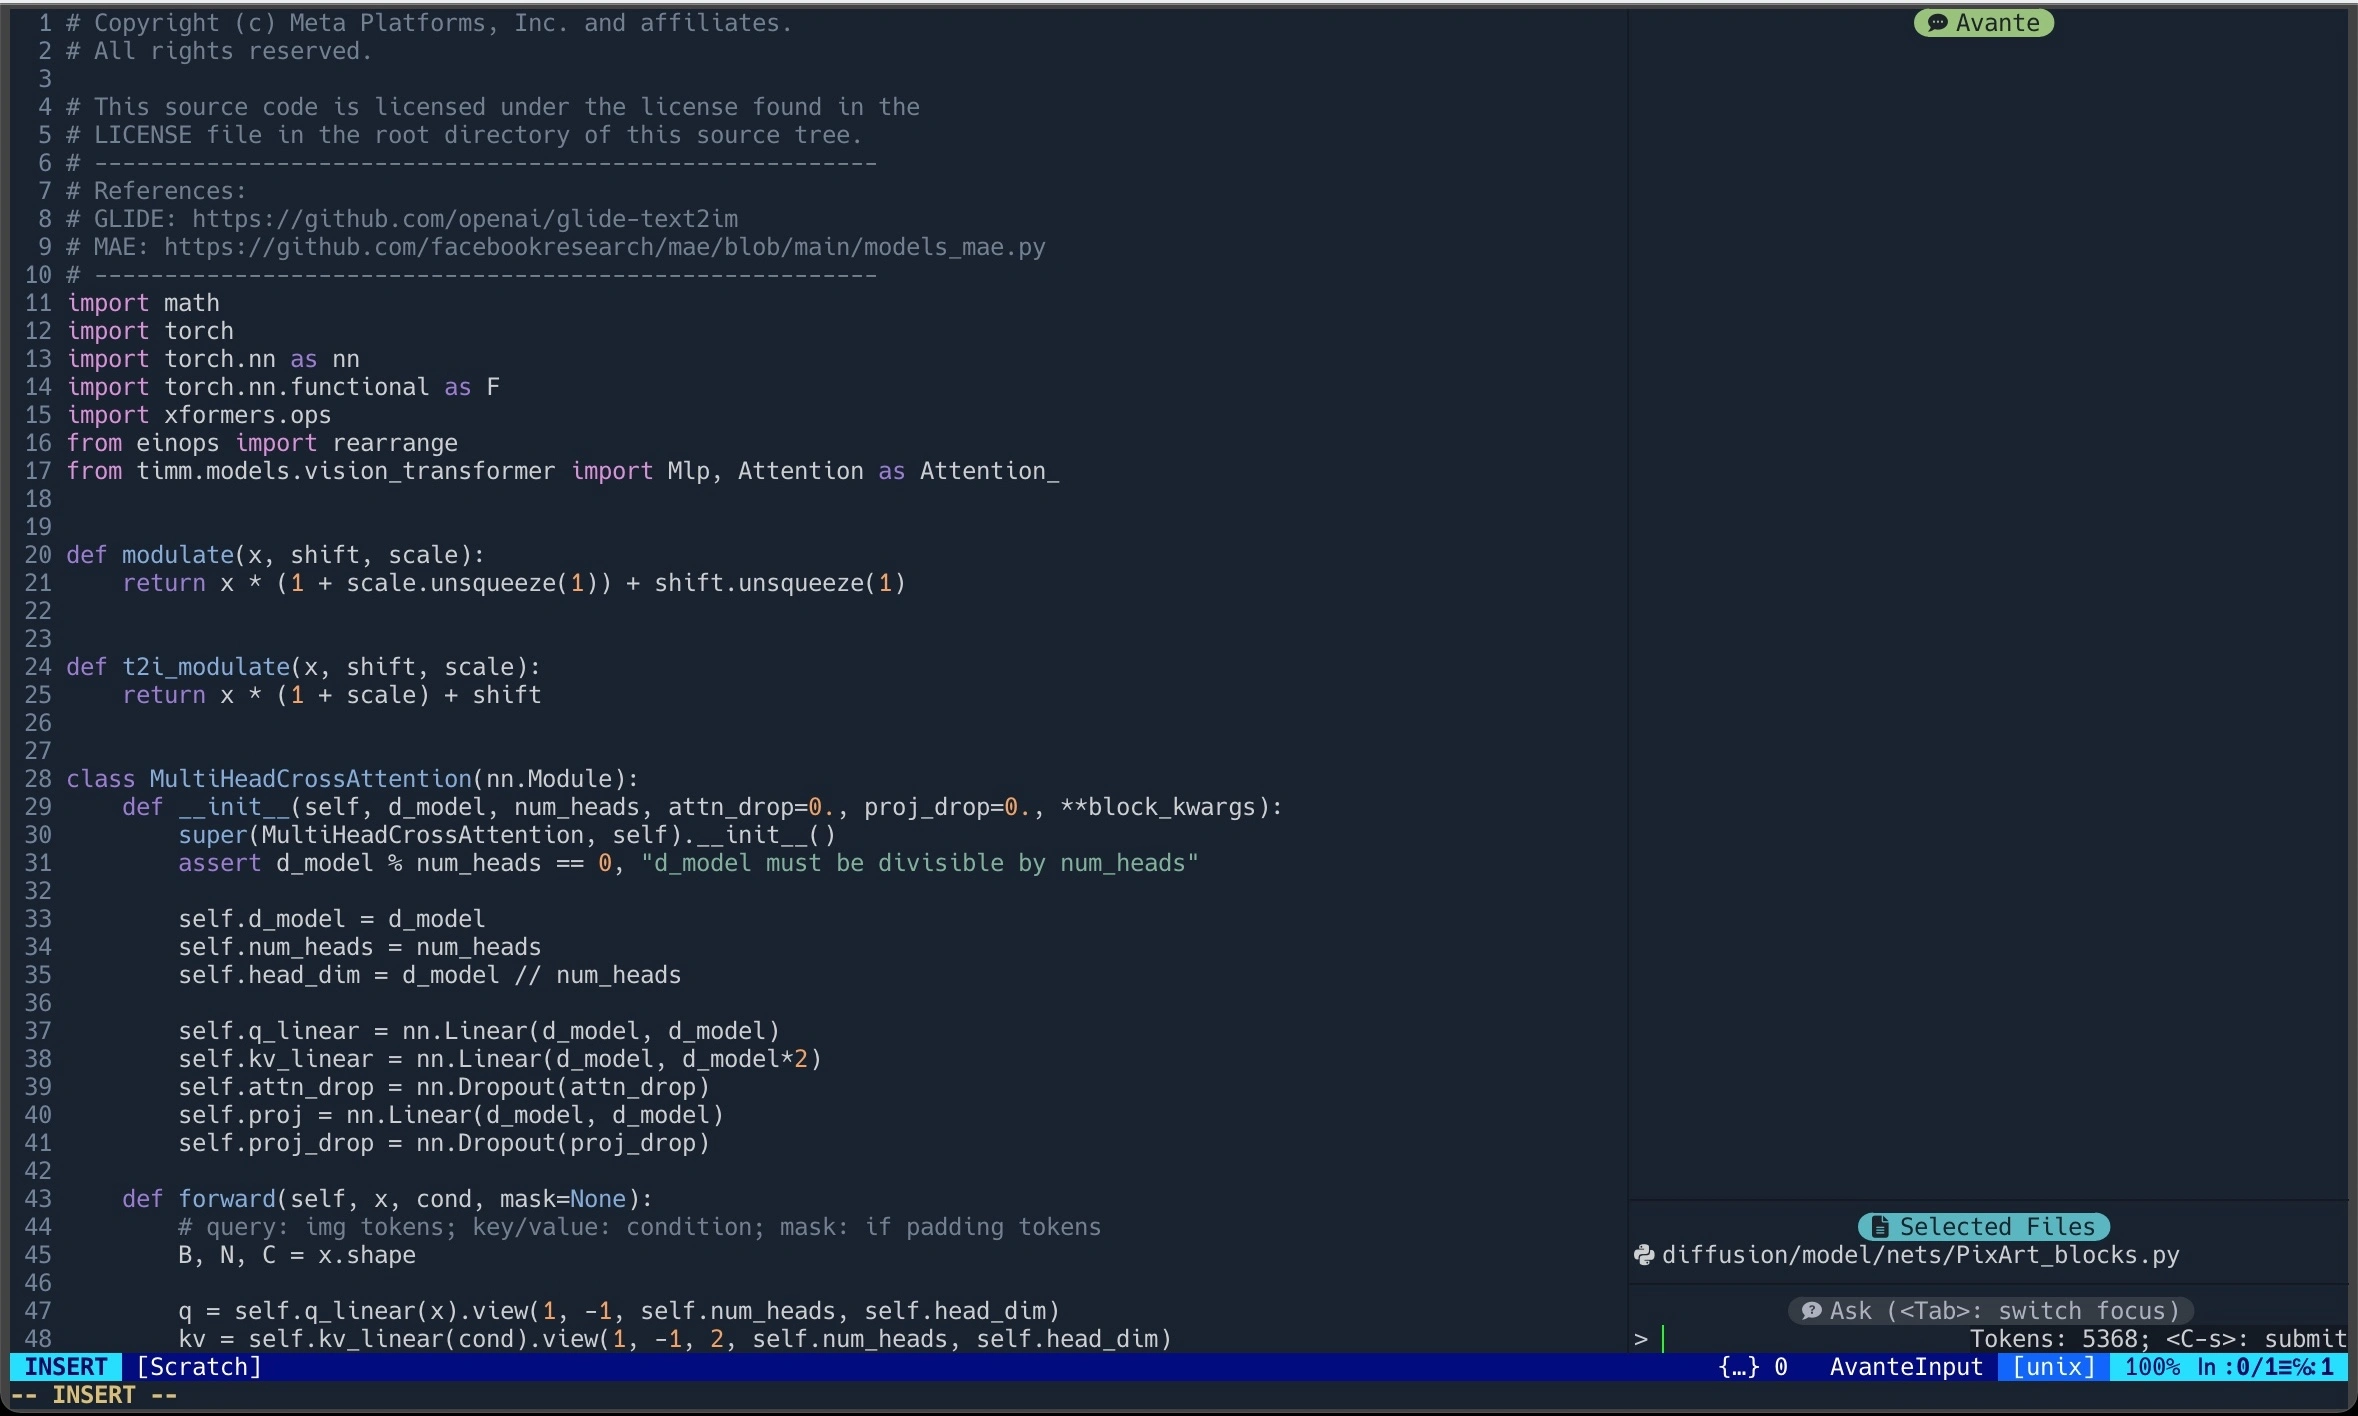 1 # Copyright (c) Meta Platforms, Inc. and affiliates.
2 # All rights reserved.
3
4 # This source code is licensed under the license found in the
5 # LICENSE file in the root directory of this source tree.
6 # --------------------------------------------------------
7 # References:
8 # GLIDE: https://github.com/openai/glide-text2im
9 # MAE: https://github.com/facebookresearch/mae/blob/main/models_mae.py
10 # --------------------------------------------------------
11 import math
12 import torch
13 import torch.nn as nn
14 import torch.nn.functional as F
15 import xformers.ops
16 from einops import rearrange
17 from timm.models.vision_transformer import Mlp, Attention as Attention_
18
19
20 def modulate(x, shift, scale):
21     return x * (1 + scale.unsqueeze(1)) + shift.unsqueeze(1)
22
23
24 def t2i_modulate(x, shift, scale):
25     return x * (1 + scale) + shift
26
27
28 class MultiHeadCrossAttention(nn.Module):
29     def __init__(self, d_model, num_heads, attn_drop=0., proj_drop=0., **block_kwargs):
30         super(MultiHeadCrossAttention, self).__init__()
31         assert d_model % num_heads == 0, "d_model must be divisible by num_heads"
32
33         self.d_model = d_model
34         self.num_heads = num_heads
35         self.head_dim = d_model // num_heads
36
37         self.q_linear = nn.Linear(d_model, d_model)
38         self.kv_linear = nn.Linear(d_model, d_model*2)
39         self.attn_drop = nn.Dropout(attn_drop)
40         self.proj = nn.Linear(d_model, d_model)
41         self.proj_drop = nn.Dropout(proj_drop)
42
43     def forward(self, x, cond, mask=None):
44         # query: img tokens; key/value: condition; mask: if padding tokens
45         B, N, C = x.shape
46
47         q = self.q_linear(x).view(1, -1, self.num_heads, self.head_dim)
48         kv = self.kv_linear(cond).view(1, -1, 2, self.num_heads, self.head_dim)
Avante
Selected Files
diffusion/model/nets/PixArt_blocks.py
Ask (<Tab>: switch focus)
> Tokens: 5368; <C-s>: submit
INSERT [Scratch] {…} 0 AvanteInput [unix] 100% ln :0/1≡℅:1
-- INSERT --